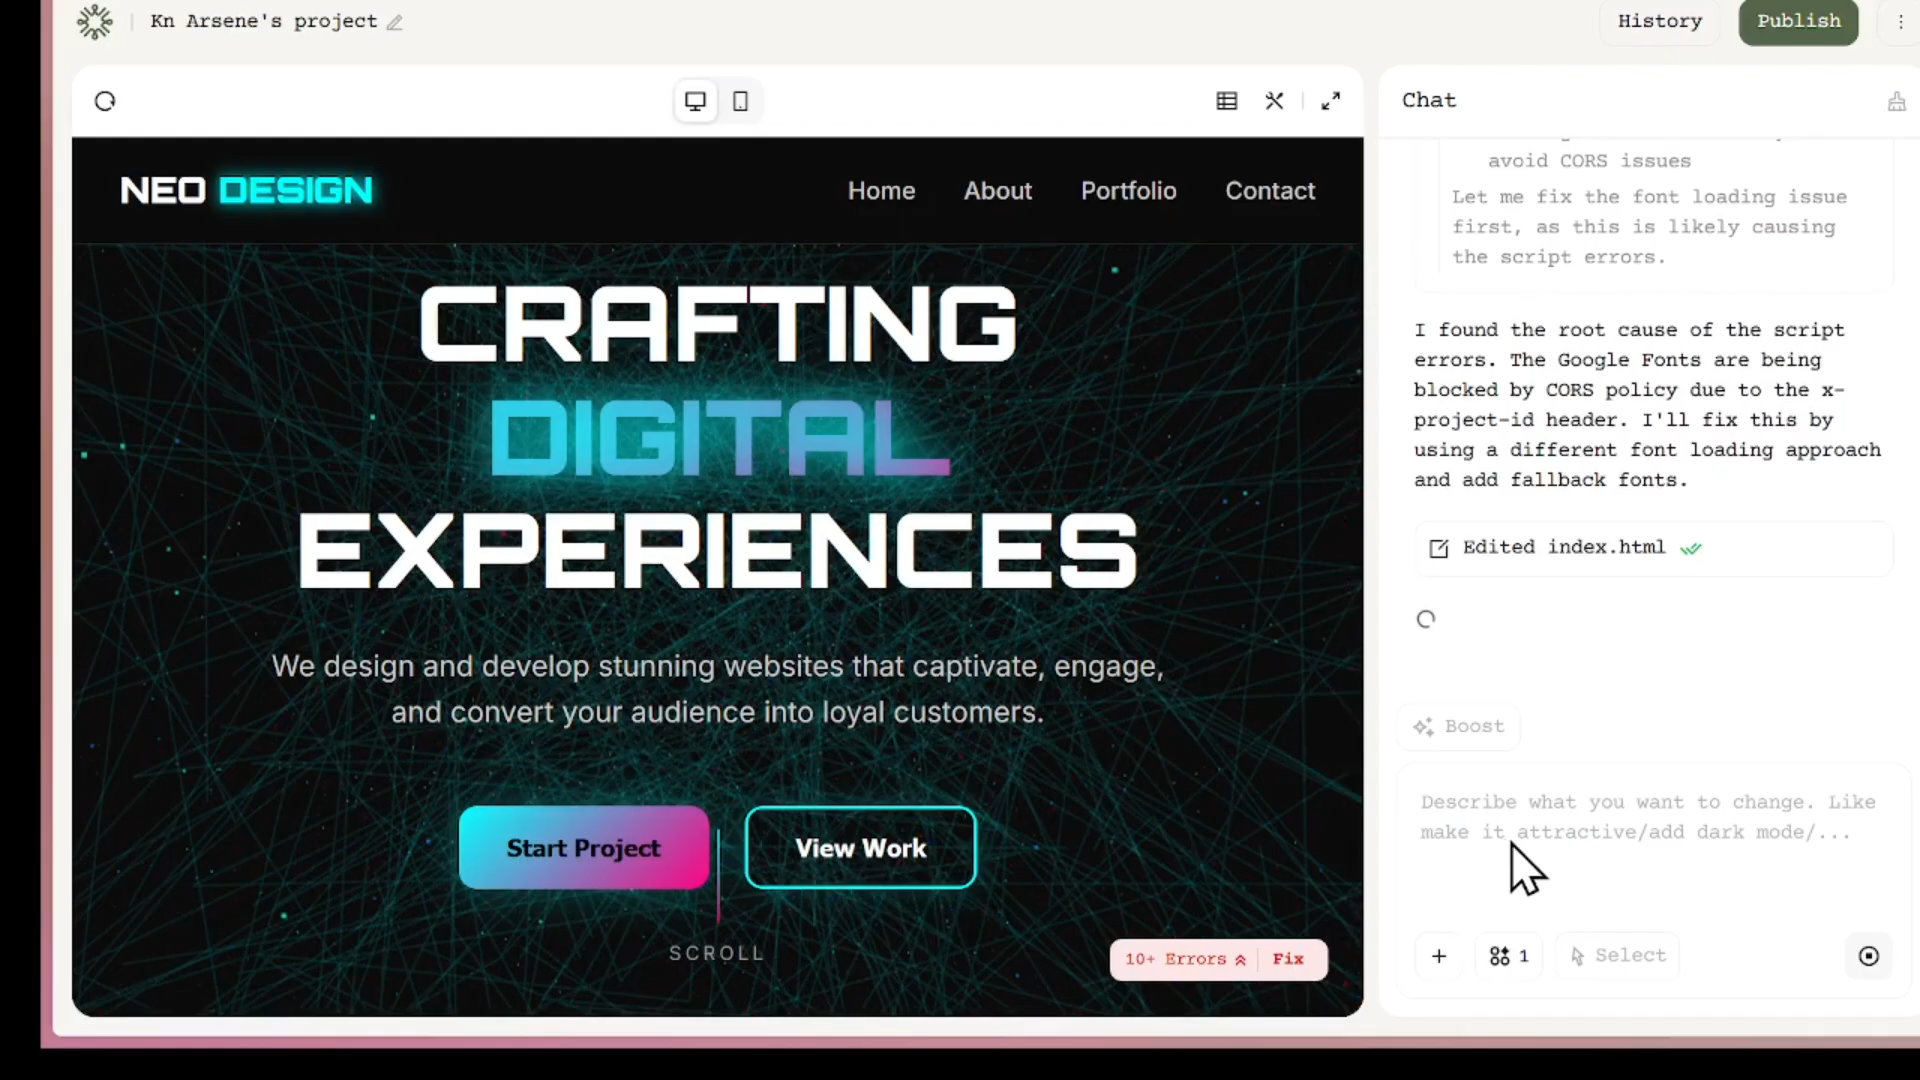 Kn Arsene's project
History
Publish
Chat
NEO DESIGN
Home
About
Portfolio
Contact
CRAFTING
DIGITAL
EXPERIENCES
We design and develop stunning websites that captivate, engage,
and convert your audience into loyal customers.
Start Project
View Work
SCROLL
10+ Errors
Fix
avoid CORS issues
Let me fix the font loading issue
first, as this is likely causing
the script errors.
I found the root cause of the script
errors. The Google Fonts are being
blocked by CORS policy due to the x-
project-id header. I'll fix this by
using a different font loading approach
and add fallback fonts.
Edited index.html
Boost
Describe what you want to change. Like
make it attractive/add dark mode/...
1
Select